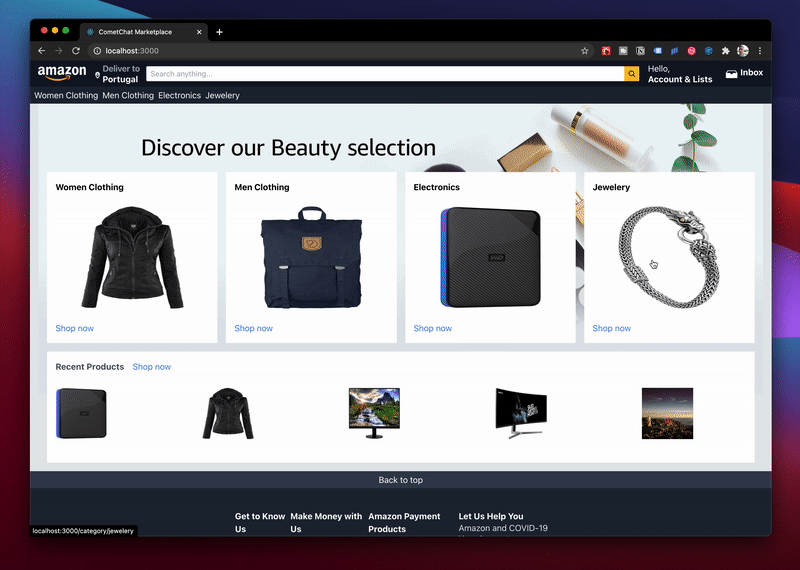 CometChat Marketplace
localhost:3000
amazon
Deliver to
Portugal
Search anything...
Hello,
Account & Lists
Inbox
Women Clothing Men Clothing Electronics Jewelery
Discover our Beauty selection
Women Clothing
Men Clothing
Electronics
Jewelery
WD
Shop now
Shop now
Shop now
Shop now
Recent Products Shop now
Back to top
Get to Know Us
Make Money with Us
Amazon Payment Products
Let Us Help You
Amazon and COVID-19
localhost:3000/category/jewelery